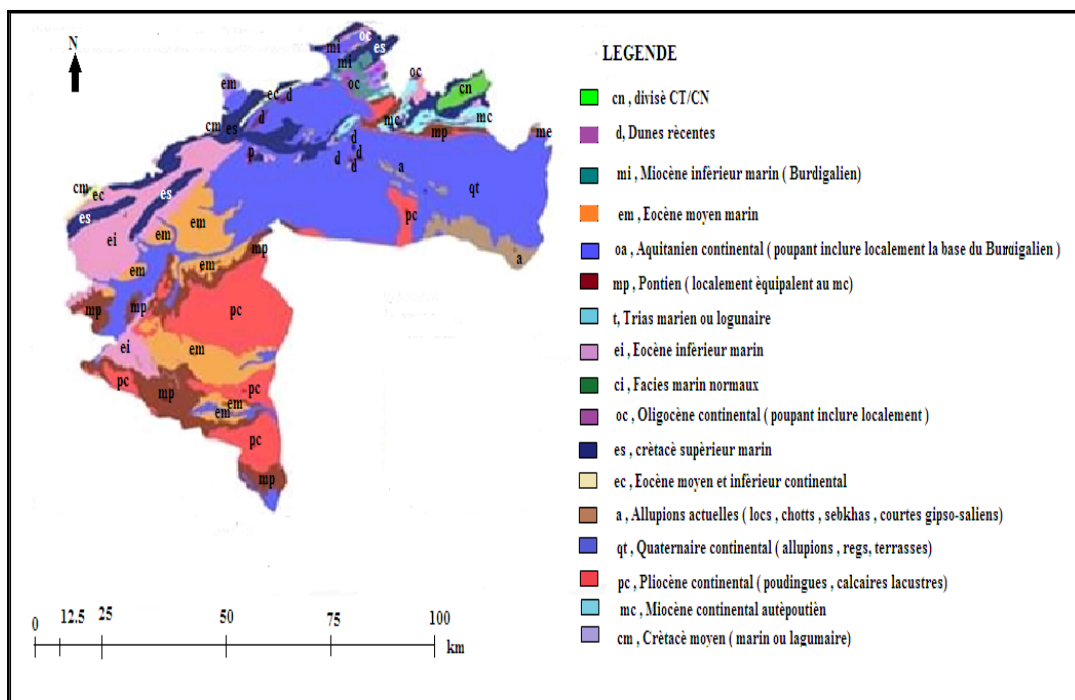 N
oc
mi
es
mi
oc
oc
cn
em
ec
d
mc
mc
d
cm
es
mp
me
d
p
d
d
d
a
qt
cm
ec
es
es
pc
em
ei
em
mp
a
em
em
mp
mp
pc
ei
em
pc
mp
pc
em
em
pc
mp
0 12.5 25 50 75 100
km
LEGENDE
cn , divisè CT/CN
d, Dunes rècentes
mi , Miocène infèrieur marin ( Burdigalien)
em , Eocène moyen marin
oa , Aquitanien continental ( poupant inclure localement la base du Burdigalien )
mp , Pontien ( localement èquipalent au mc)
t, Trias marien ou logunaire
ei , Eocène infèrieur marin
ci , Facies marin normaux
oc , Oligocène continental ( poupant inclure localement )
es , crètacè supèrieur marin
ec , Eocène moyen et infèrieur continental
a , Allupions actuelles ( locs , chotts , sebkhas , courtes gipso-saliens)
qt , Quaternaire continental ( allupions , regs, terrasses)
pc , Pliocène continental ( poudingues , calcaires lacustres)
mc , Miocène continental autèpoutièn
cm , Crètacè moyen ( marin ou lagumaire)